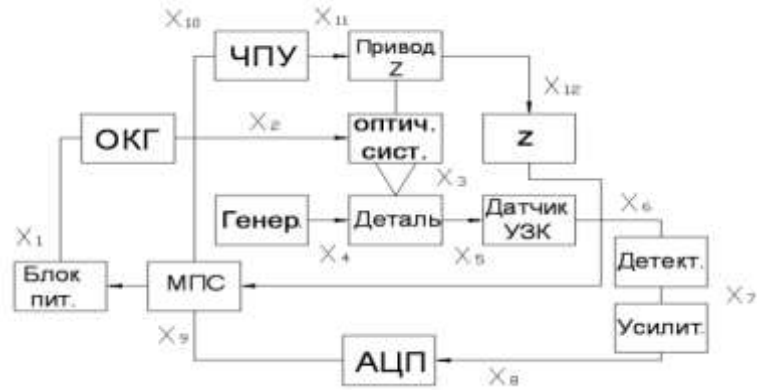 X₁₀
X₁₁
ЧПУ
Привод
Z
X₁₂
ОКГ
X₂
оптич.
сист.
Z
X₃
Генер.
Деталь
Датчик
УЗК
X₆
X₁
X₄
X₅
Блок
пит.
МПС
Детект.
X₇
X₉
Усилит.
АЦП
X₈